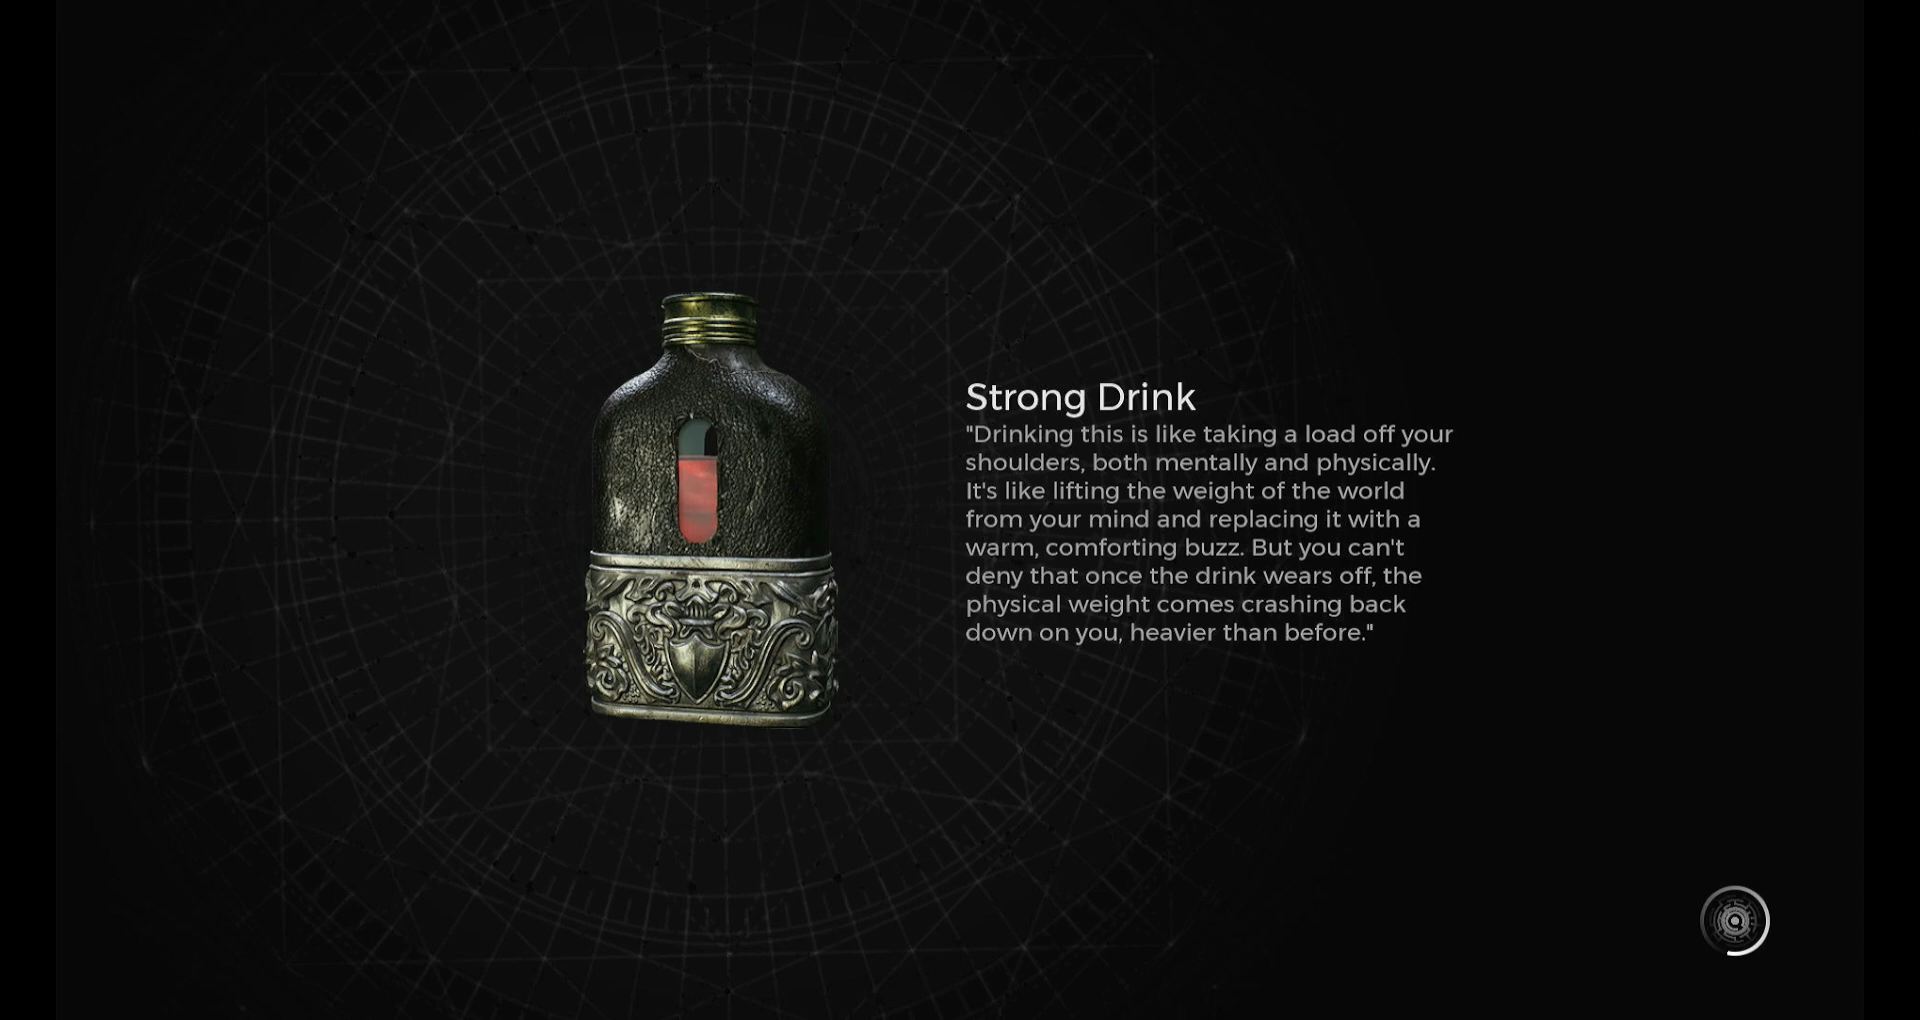 Strong Drink
"Drinking this is like taking a load off your
shoulders, both mentally and physically.
It's like lifting the weight of the world
from your mind and replacing it with a
warm, comforting buzz. But you can't
deny that once the drink wears off, the
physical weight comes crashing back
down on you, heavier than before."